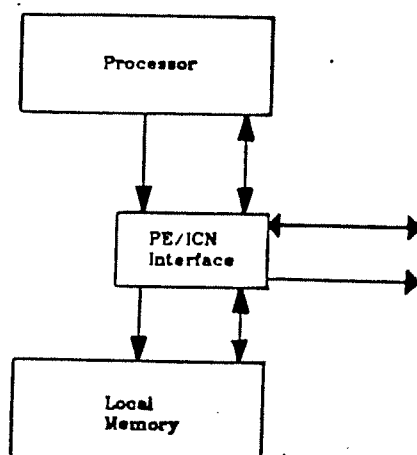 Processor
PE/ICN
Interface
Local
Memory